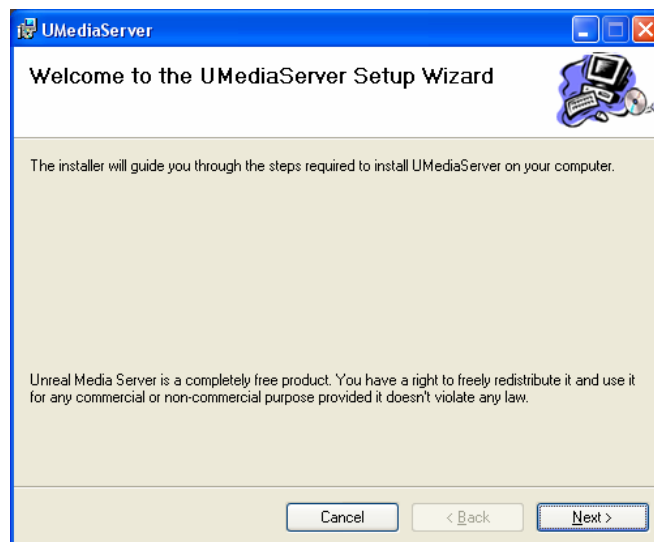 UMediaServer
Welcome to the UMediaServer Setup Wizard
The installer will guide you through the steps required to install UMediaServer on your computer.
Unreal Media Server is a completely free product. You have a right to freely redistribute it and use it
for any commercial or non-commercial purpose provided it doesn't violate any law.
Cancel
< Back
Next >